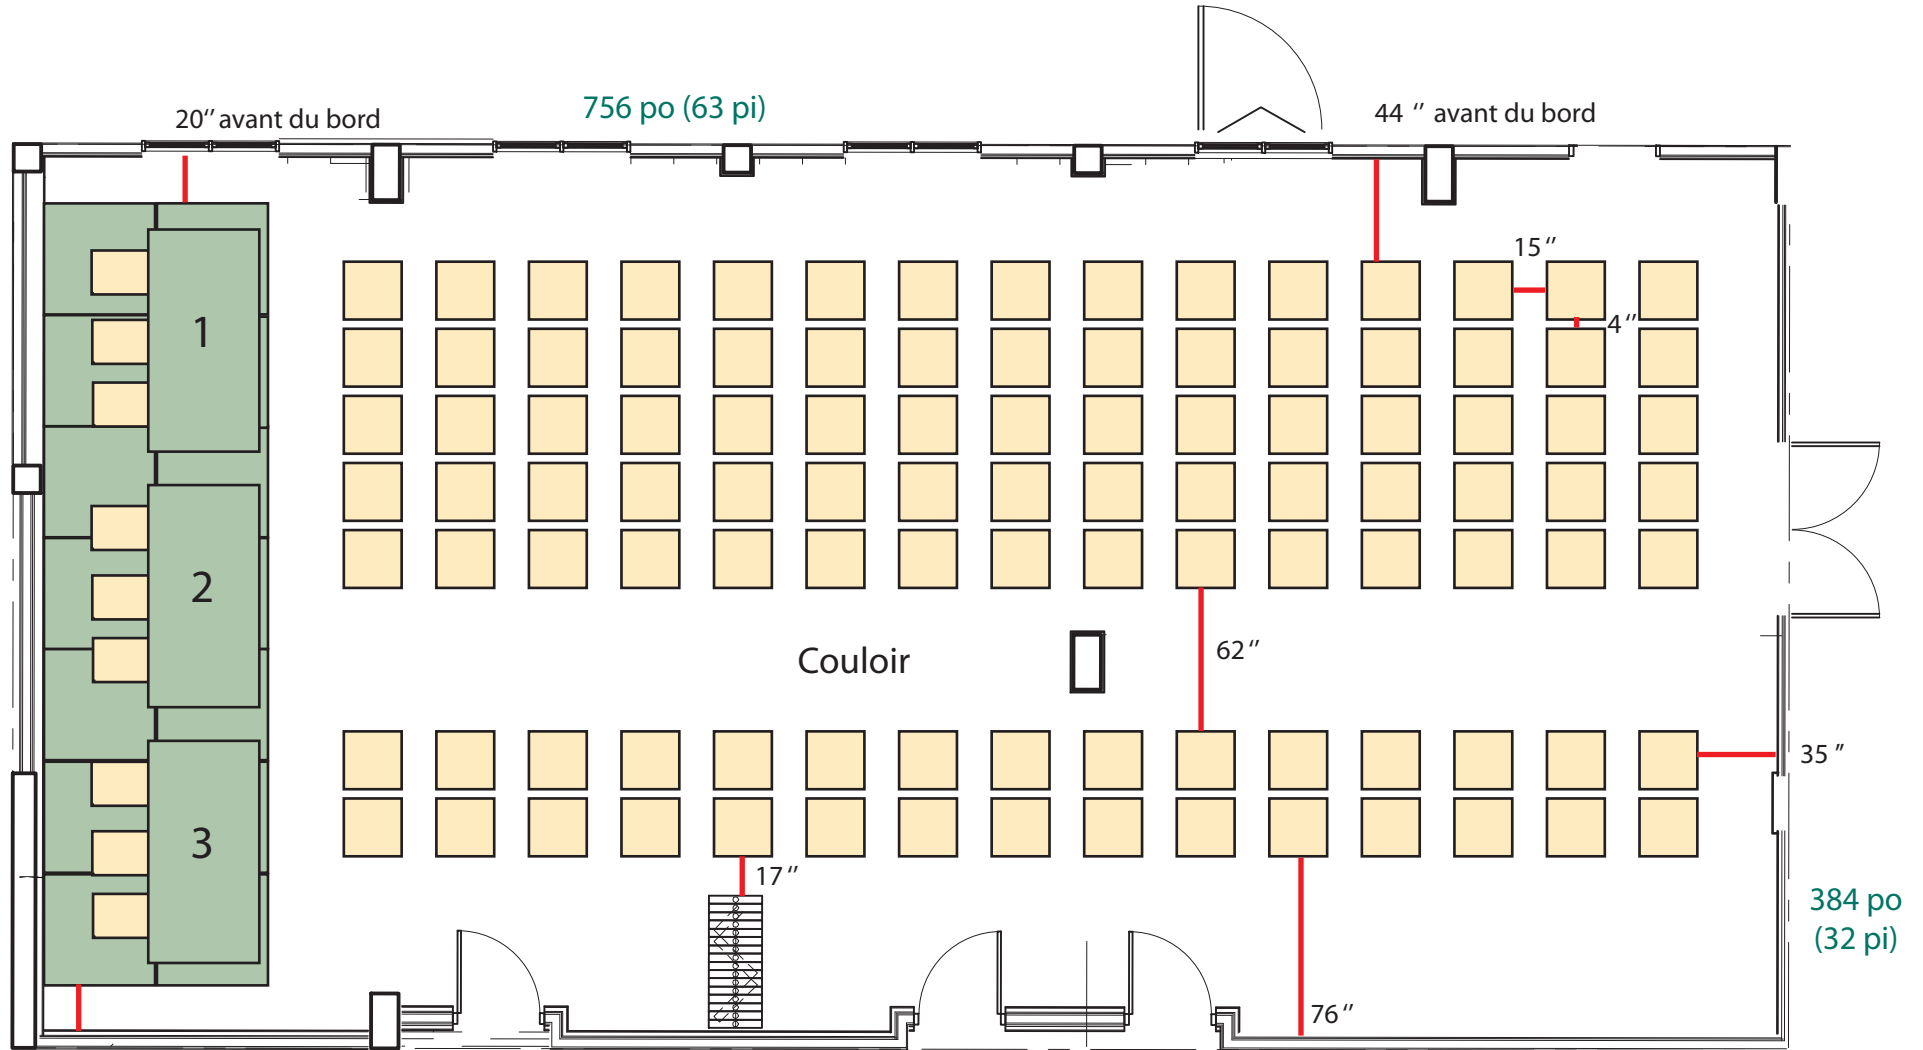 756 po (63 pi)
20″ avant du bord
44 ″ avant du bord
15 ″
4 ″
1
2
Couloir
62 ″
35 ″
3
17 ″
384 po
(32 pi)
76 ″